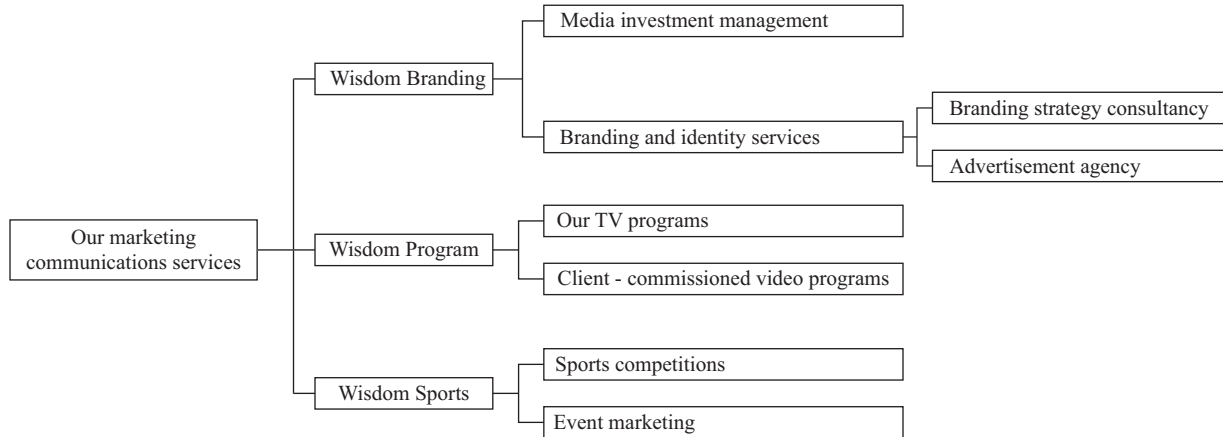 Media investment management
Wisdom Branding
Branding strategy consultancy
Branding and identity services
Advertisement agency
Our marketing
communications services
Our TV programs
Wisdom Program
Client - commissioned video programs
Sports competitions
Wisdom Sports
Event marketing